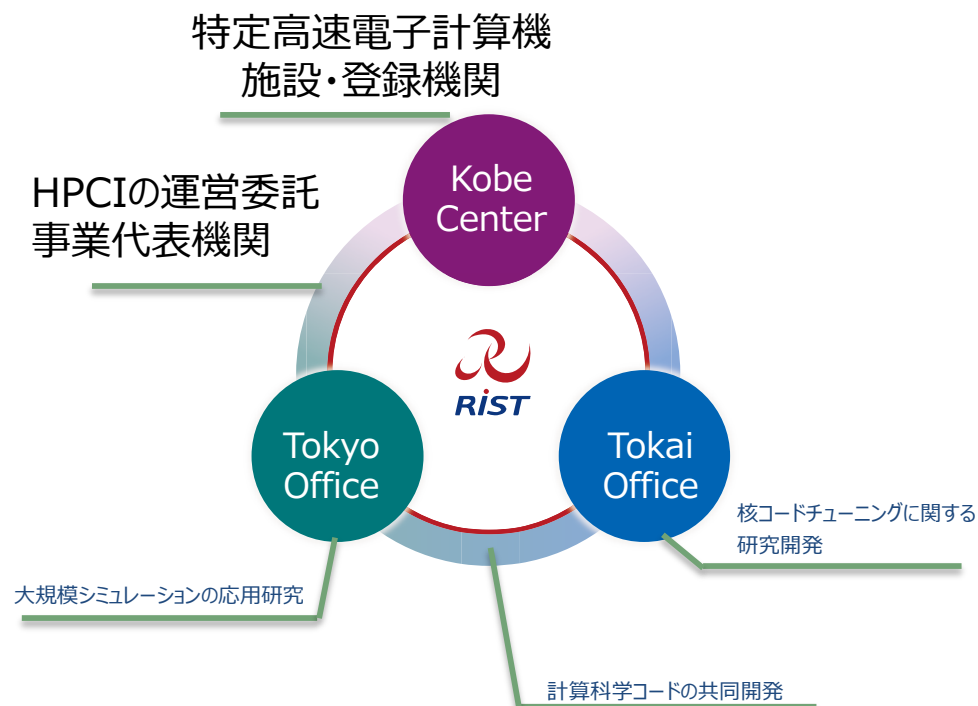 特定高速電子計算機
施設・登録機関
HPCIの運営委託
事業代表機関
Kobe
Center
RIST
Tokyo
Office
Tokai
Office
核コードチューニングに関する
研究開発
大規模シミュレーションの応用研究
計算科学コードの共同開発